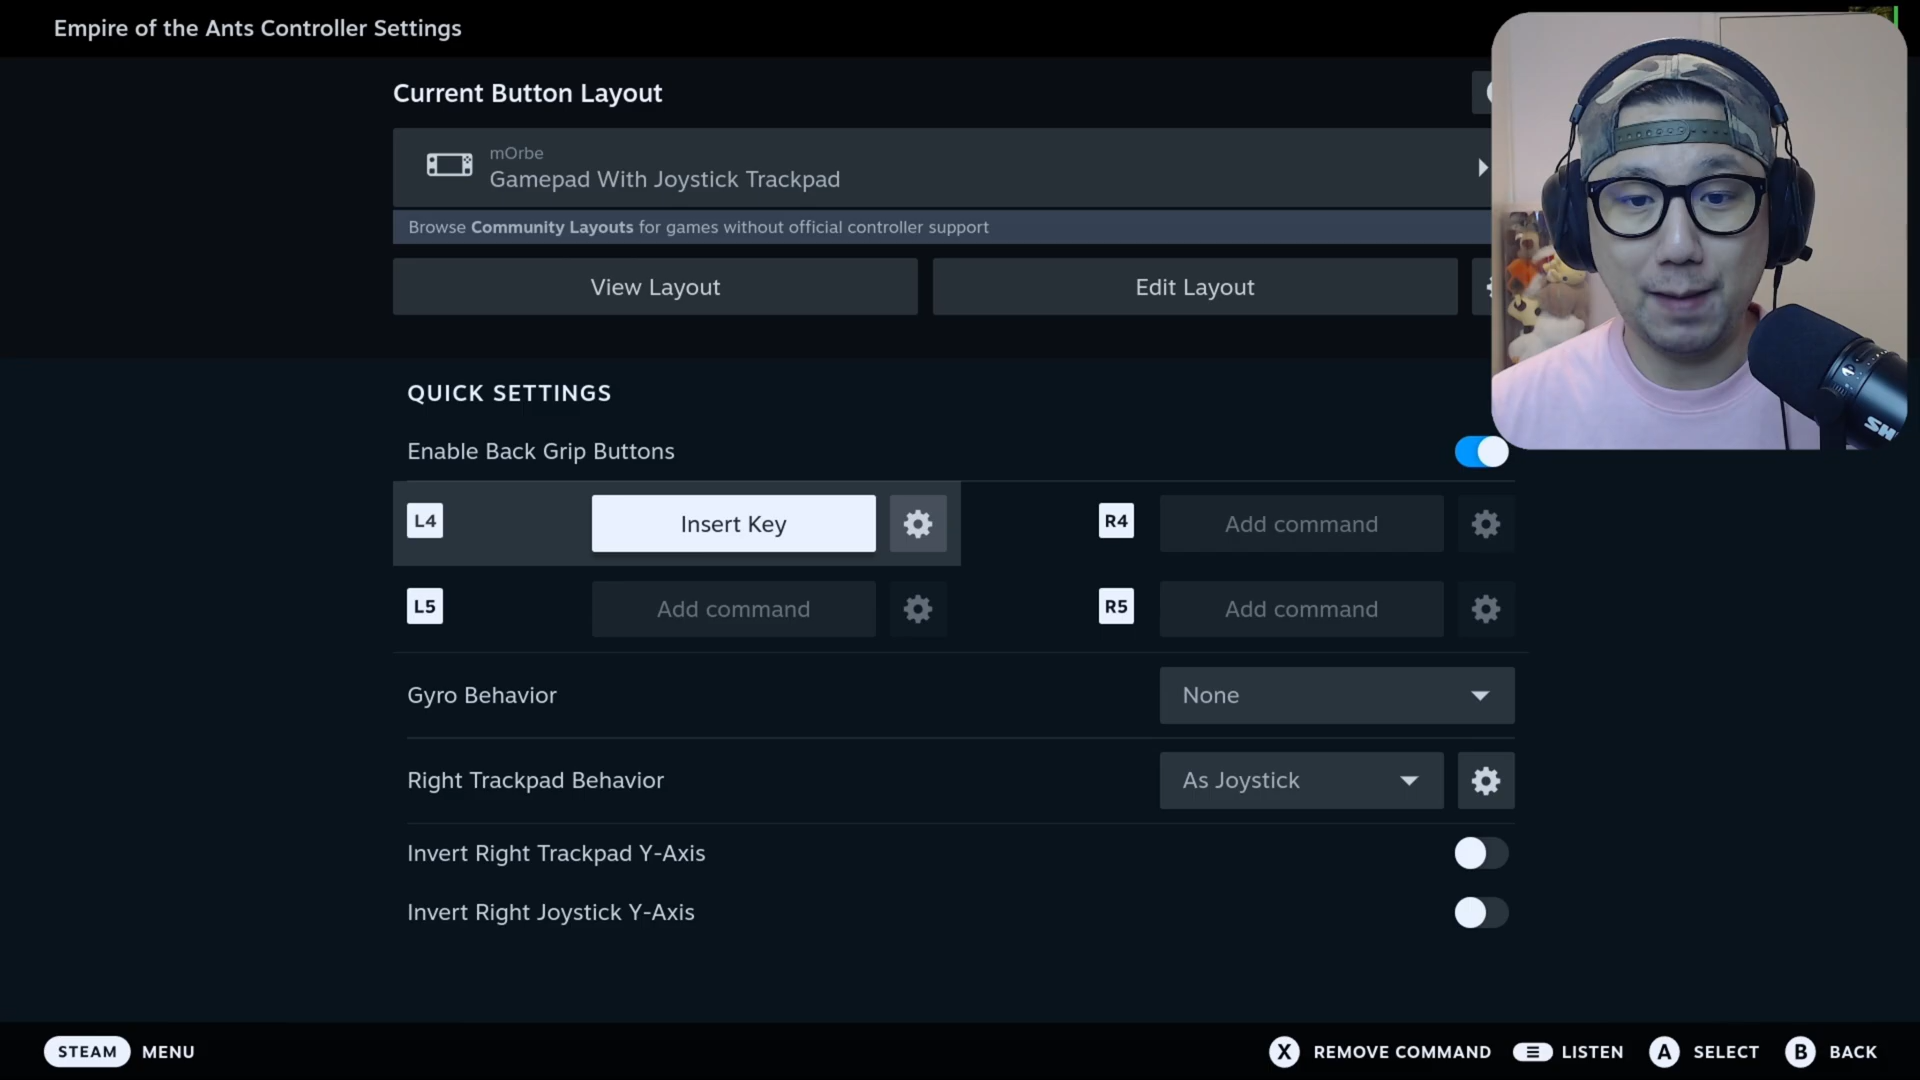 Empire of the Ants Controller Settings
Current Button Layout
mOrbe
Gamepad With Joystick Trackpad
Browse Community Layouts for games without official controller support
View Layout
Edit Layout
QUICK SETTINGS
Enable Back Grip Buttons
L4
Insert Key
R4
Add command
L5
Add command
R5
Add command
Gyro Behavior
None
Right Trackpad Behavior
As Joystick
Invert Right Trackpad Y-Axis
Invert Right Joystick Y-Axis
STEAM MENU
X REMOVE COMMAND
LISTEN
A SELECT
B BACK
SH